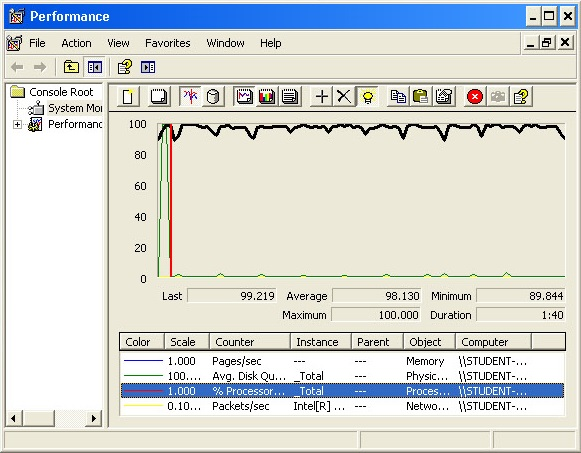 Performance
File Action View Favorites Window Help
Console Root
System Mor
Performanc
100
80
60
40
20
0
Last 99.219 Average 98.130 Minimum 89.844
Maximum 100.000 Duration 1:40
Color Scale Counter Instance Parent Object Computer
1.000 Pages/sec --- --- Memory \\STUDENT-...
100.... Avg. Disk Qu... _Total --- Physic... \\STUDENT-...
1.000 % Processor... _Total --- Proces... \\STUDENT-...
0.10... Packets/sec Intel[R] ... --- Netwo... \\STUDENT-...